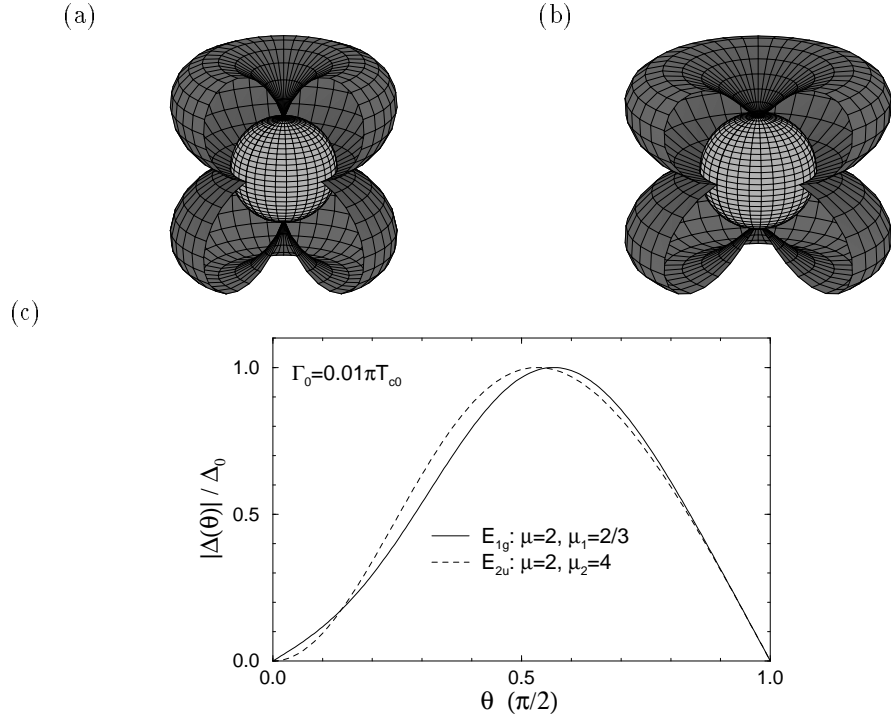 (a)
(b)
(c)
Γ₀=0.01πT_c0
1.0
0.5
0.0
|Δ(θ)| / Δ₀
E₁g: μ=2, μ₁=2/3
E₂u: μ=2, μ₂=4
0.0
0.5
1.0
θ (π/2)